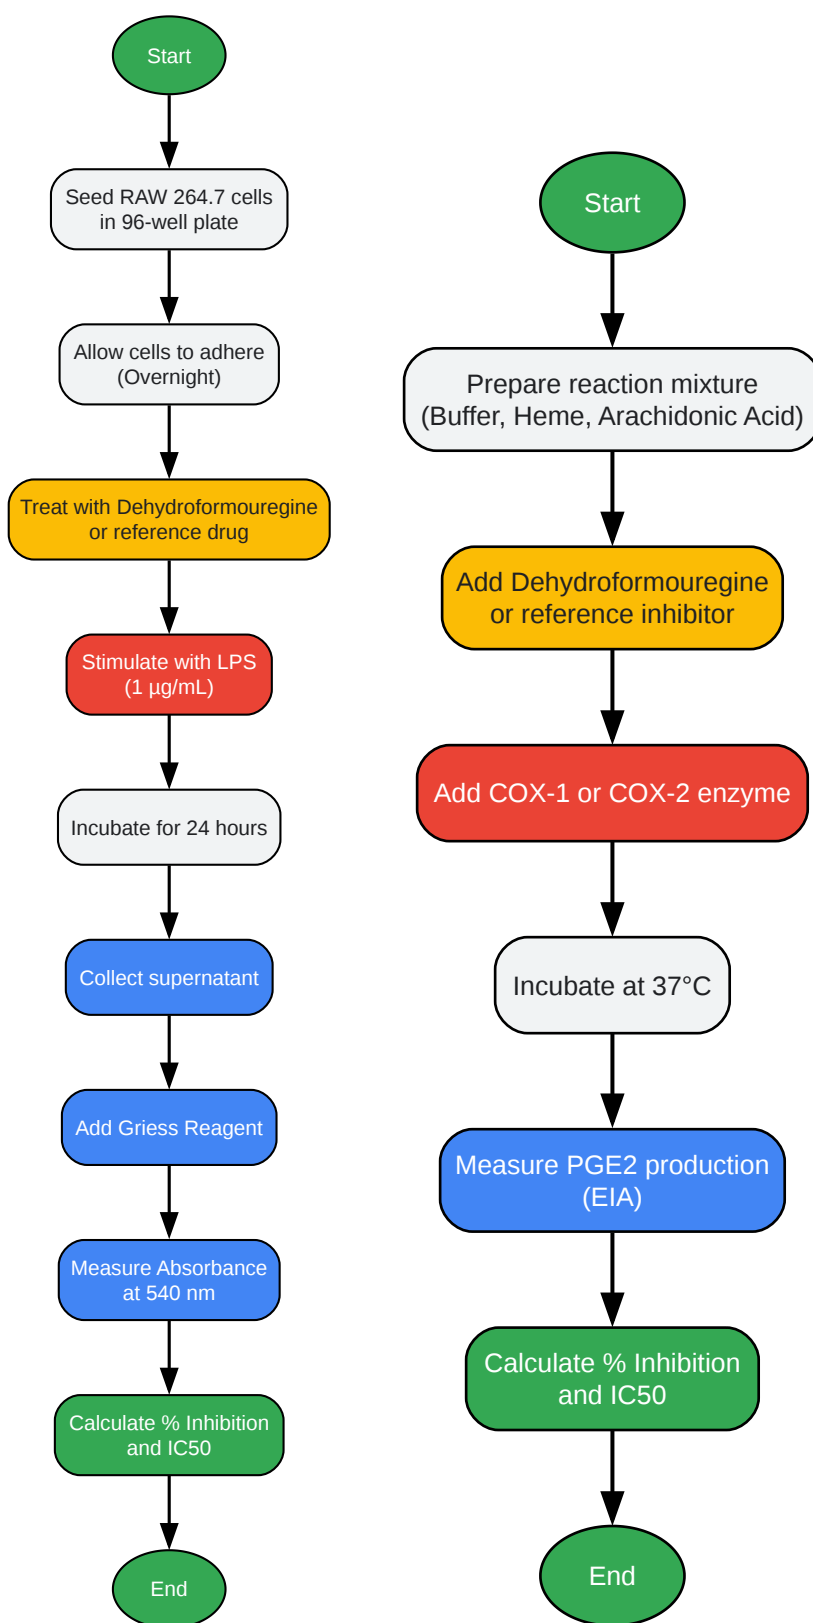 Start
Seed RAW 264.7 cells
in 96-well plate
Allow cells to adhere
(Overnight)
Treat with Dehydroformouregine
or reference drug
Stimulate with LPS
(1 µg/mL)
Incubate for 24 hours
Collect supernatant
Add Griess Reagent
Measure Absorbance
at 540 nm
Calculate % Inhibition
and IC50
End
Start
Prepare reaction mixture
(Buffer, Heme, Arachidonic Acid)
Add Dehydroformouregine
or reference inhibitor
Add COX-1 or COX-2 enzyme
Incubate at 37°C
Measure PGE2 production
(EIA)
Calculate % Inhibition
and IC50
End